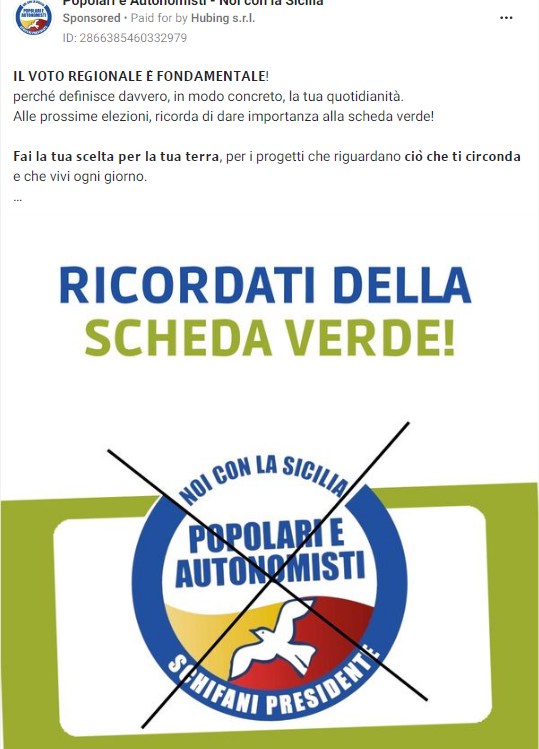 Popolari e Autonomisti - Noi con la Sicilia
Sponsored • Paid for by Hubing s.r.l.
ID: 2866385460332979
IL VOTO REGIONALE È FONDAMENTALE!
perché definisce davvero, in modo concreto, la tua quotidianità.
Alle prossime elezioni, ricorda di dare importanza alla scheda verde!
Fai la tua scelta per la tua terra, per i progetti che riguardano ciò che ti circonda
e che vivi ogni giorno.
...
RICORDATI DELLA
SCHEDA VERDE!
NOI CON LA SICILIA
POPOLARI E
AUTONOMISTI
SCHIFANI PRESIDENTE